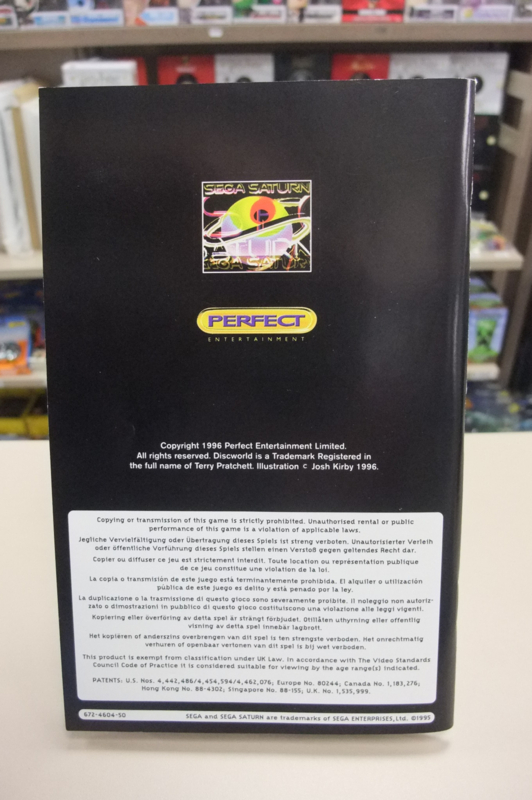 SEGA SATURN
SEGA SATURN
PERFECT
ENTERTAINMENT
Copyright 1996 Perfect Entertainment Limited.
All rights reserved. Discworld is a Trademark Registered in
the full name of Terry Pratchett. Illustration c Josh Kirby 1996.
Copying or transmission of this game is strictly prohibited. Unauthorised rental or public
performance of this game is a violation of applicable laws.
Jegliche Vervielfältigung oder Übertragung dieses Spiels ist streng verboten. Unautorisierter Verleih
oder öffentliche Vorführung dieses Spiels stellen einen Verstoß gegen geltendes Recht dar.
Copier ou diffuser ce jeu est strictement interdit. Toute location ou représentation publique
de ce jeu constitue une violation de la loi.
La copia o transmisión de este juego está terminantemente prohibida. El alquiler o utilización
pública de este juego es delito y está penado por la ley.
La duplicazione o la trasmissione di questo gioco sono severamente proibite. Il noleggio non autoriz-
zato o dimostrazioni in pubblico di questo gioco costituiscono una violazione alle leggi vigenti.
Kopiering eller överföring av detta spel är strängt förbjudet. Otillåten uthyrning eller offentlig
visning av detta spel innebär lagbrott.
Het kopiëren of anderszins overbrengen van dit spel is ten strengste verboden. Het onrechtmatig
verhuren of openbaar vertonen van dit spel is bij wet verboden.
This product is exempt from classification under UK Law. In accordance with The Video Standards
Council Code of Practice it is considered suitable for viewing by the age range(s) indicated.
PATENTS: U.S. Nos. 4,442,486/4,454,594/4,462,076; Europe No. 80244; Canada No. 1,183,276;
Hong Kong No. 88-4302; Singapore No. 88-155; U.K. No. 1,535,999.
672-4604-50 SEGA and SEGA SATURN are trademarks of SEGA ENTERPRISES, Ltd. ©1995